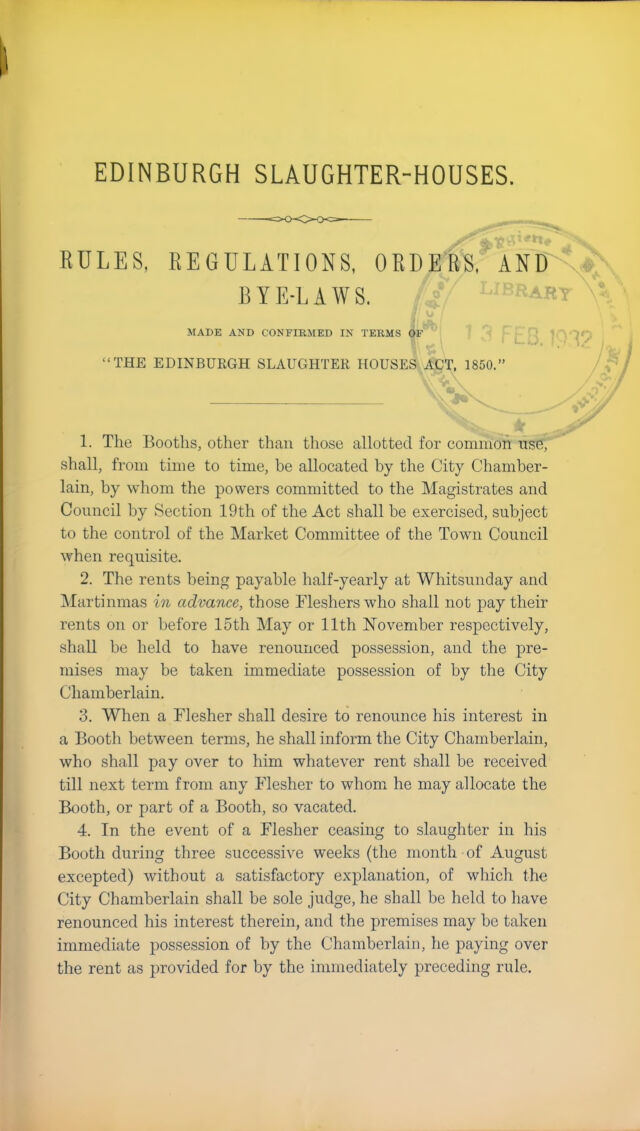 EDINBURGH SLAUGHTER-HOUSES.
RULES, REGULATIONS, ORDERS, AND
BYE-LAWS.
MADE AND CONFIRMED IN TERMS OF
"THE EDINBURGH SLAUGHTER HOUSES ACT, 1850."
London School of Hygiene & Tropical Medicine
LIBRARY
13 FEB. 1932
1. The Booths, other than those allotted for common use,
shall, from time to time, be allocated by the City Chamber-
lain, by whom the powers committed to the Magistrates and
Council by Section 19th of the Act shall be exercised, subject
to the control of the Market Committee of the Town Council
when requisite.
2. The rents being payable half-yearly at Whitsunday and
Martinmas in advance, those Fleshers who shall not pay their
rents on or before 15th May or 11th November respectively,
shall be held to have renounced possession, and the pre-
mises may be taken immediate possession of by the City
Chamberlain.
3. When a Flesher shall desire to renounce his interest in
a Booth between terms, he shall inform the City Chamberlain,
who shall pay over to him whatever rent shall be received
till next term from any Flesher to whom he may allocate the
Booth, or part of a Booth, so vacated.
4. In the event of a Flesher ceasing to slaughter in his
Booth during three successive weeks (the month of August
excepted) without a satisfactory explanation, of which the
City Chamberlain shall be sole judge, he shall be held to have
renounced his interest therein, and the premises may be taken
immediate possession of by the Chamberlain, he paying over
the rent as provided for by the immediately preceding rule.